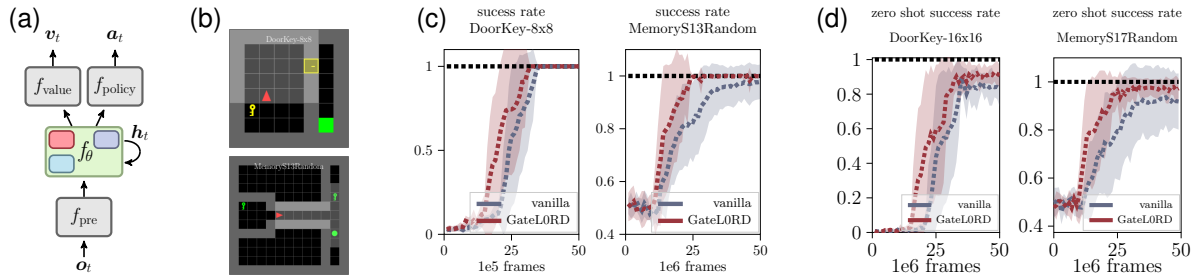 (a)
v_t
a_t
f_value
f_policy
f_θ
h_t
f_pre
o_t
(b)
DoorKey-8x8
MemoryS13Random
(c)
success rate
DoorKey-8x8
1
0.5
0
vanilla
GateL0RD
0
25
50
1e5 frames
success rate
MemoryS13Random
1
0.8
0.6
0.4
vanilla
GateL0RD
0
25
50
1e6 frames
(d)
zero shot success rate
DoorKey-16x16
1
0.8
0.6
0.4
0.2
0
vanilla
GateL0RD
0
25
50
1e6 frames
zero shot success rate
MemoryS17Random
1
0.8
0.6
0.4
vanilla
GateL0RD
0
25
50
1e6 frames